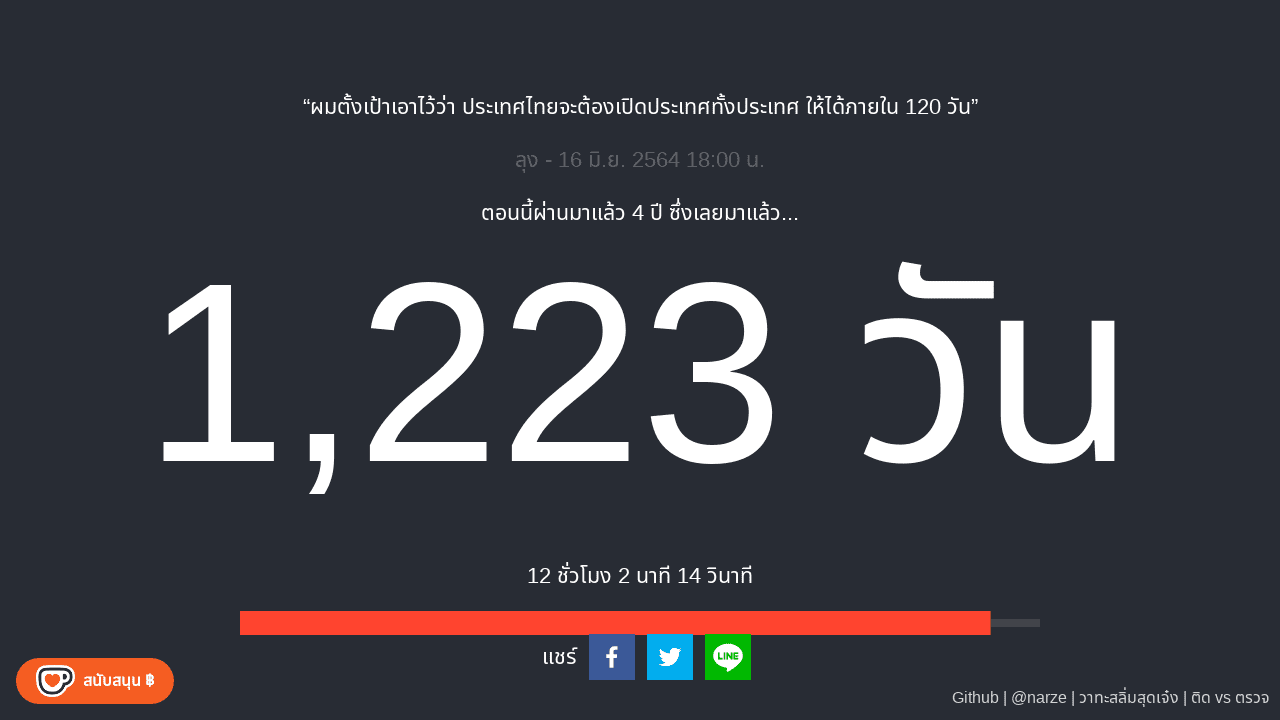 “ผมตั้งเป้าเอาไว้ว่า ประเทศไทยจะต้องเปิดประเทศทั้งประเทศ ให้ได้ภายใน 120 วัน”
ลุง - 16 มิ.ย. 2564 18:00 น.
ตอนนี้ผ่านมาแล้ว 4 ปี ซึ่งเลยมาแล้ว...
1,223 วัน
12 ชั่วโมง 2 นาที 14 วินาที
แชร์
LINE
สนับสนุน ฿
Github | @narze | วาทะสลิ่มสุดเจ๋ง | ติด vs ตรวจ